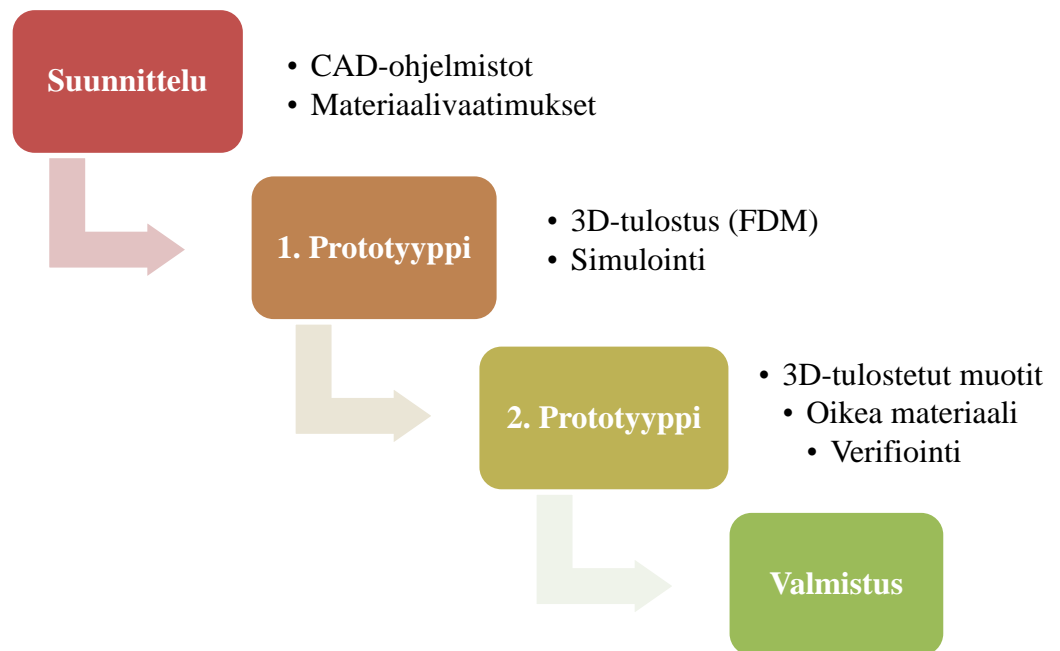 Suunnittelu
• CAD-ohjelmistot
• Materiaalivaatimukset
1. Prototyyppi
• 3D-tulostus (FDM)
• Simulointi
2. Prototyyppi
• 3D-tulostetut muotit
• Oikea materiaali
• Verifiointi
Valmistus